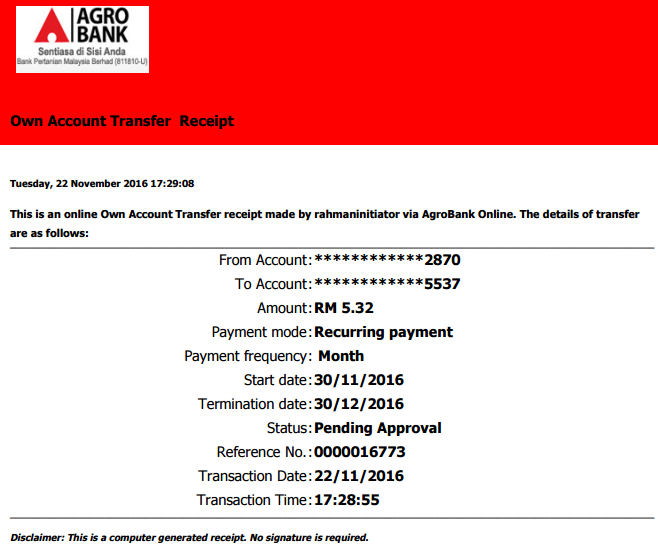 AGRO
BANK
Sentiasa di Sisi Anda
Bank Pertanian Malaysia Berhad (811810-U)
Own Account Transfer Receipt
Tuesday, 22 November 2016 17:29:08
This is an online Own Account Transfer receipt made by rahmaninitiator via AgroBank Online. The details of transfer
are as follows:
From Account: ************2870
To Account: ************5537
Amount: RM 5.32
Payment mode: Recurring payment
Payment frequency: Month
Start date: 30/11/2016
Termination date: 30/12/2016
Status: Pending Approval
Reference No.: 0000016773
Transaction Date: 22/11/2016
Transaction Time: 17:28:55
Disclaimer: This is a computer generated receipt. No signature is required.